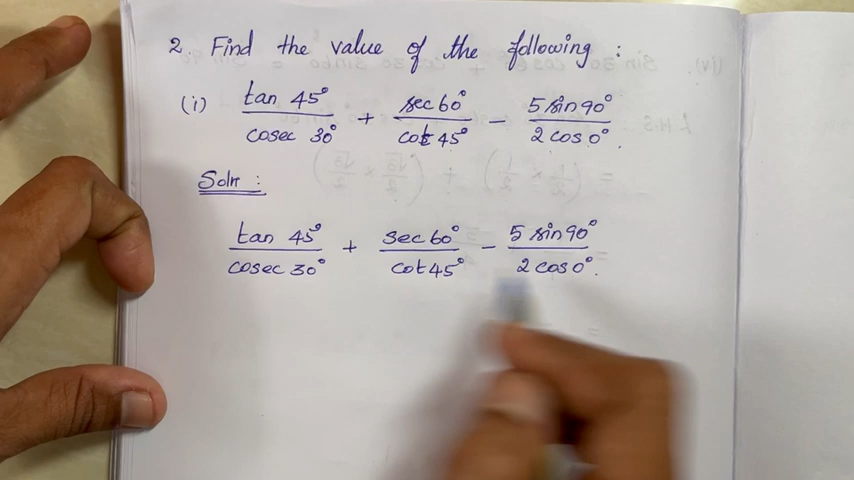 2. Find the value of the following :
(i) tan 45° / cosec 30° + sec 60° / cot 45° - 5 sin 90° / 2 cos 0° .
Soln :
tan 45° / cosec 30° + sec 60° / cot 45° - 5 sin 90° / 2 cos 0° .